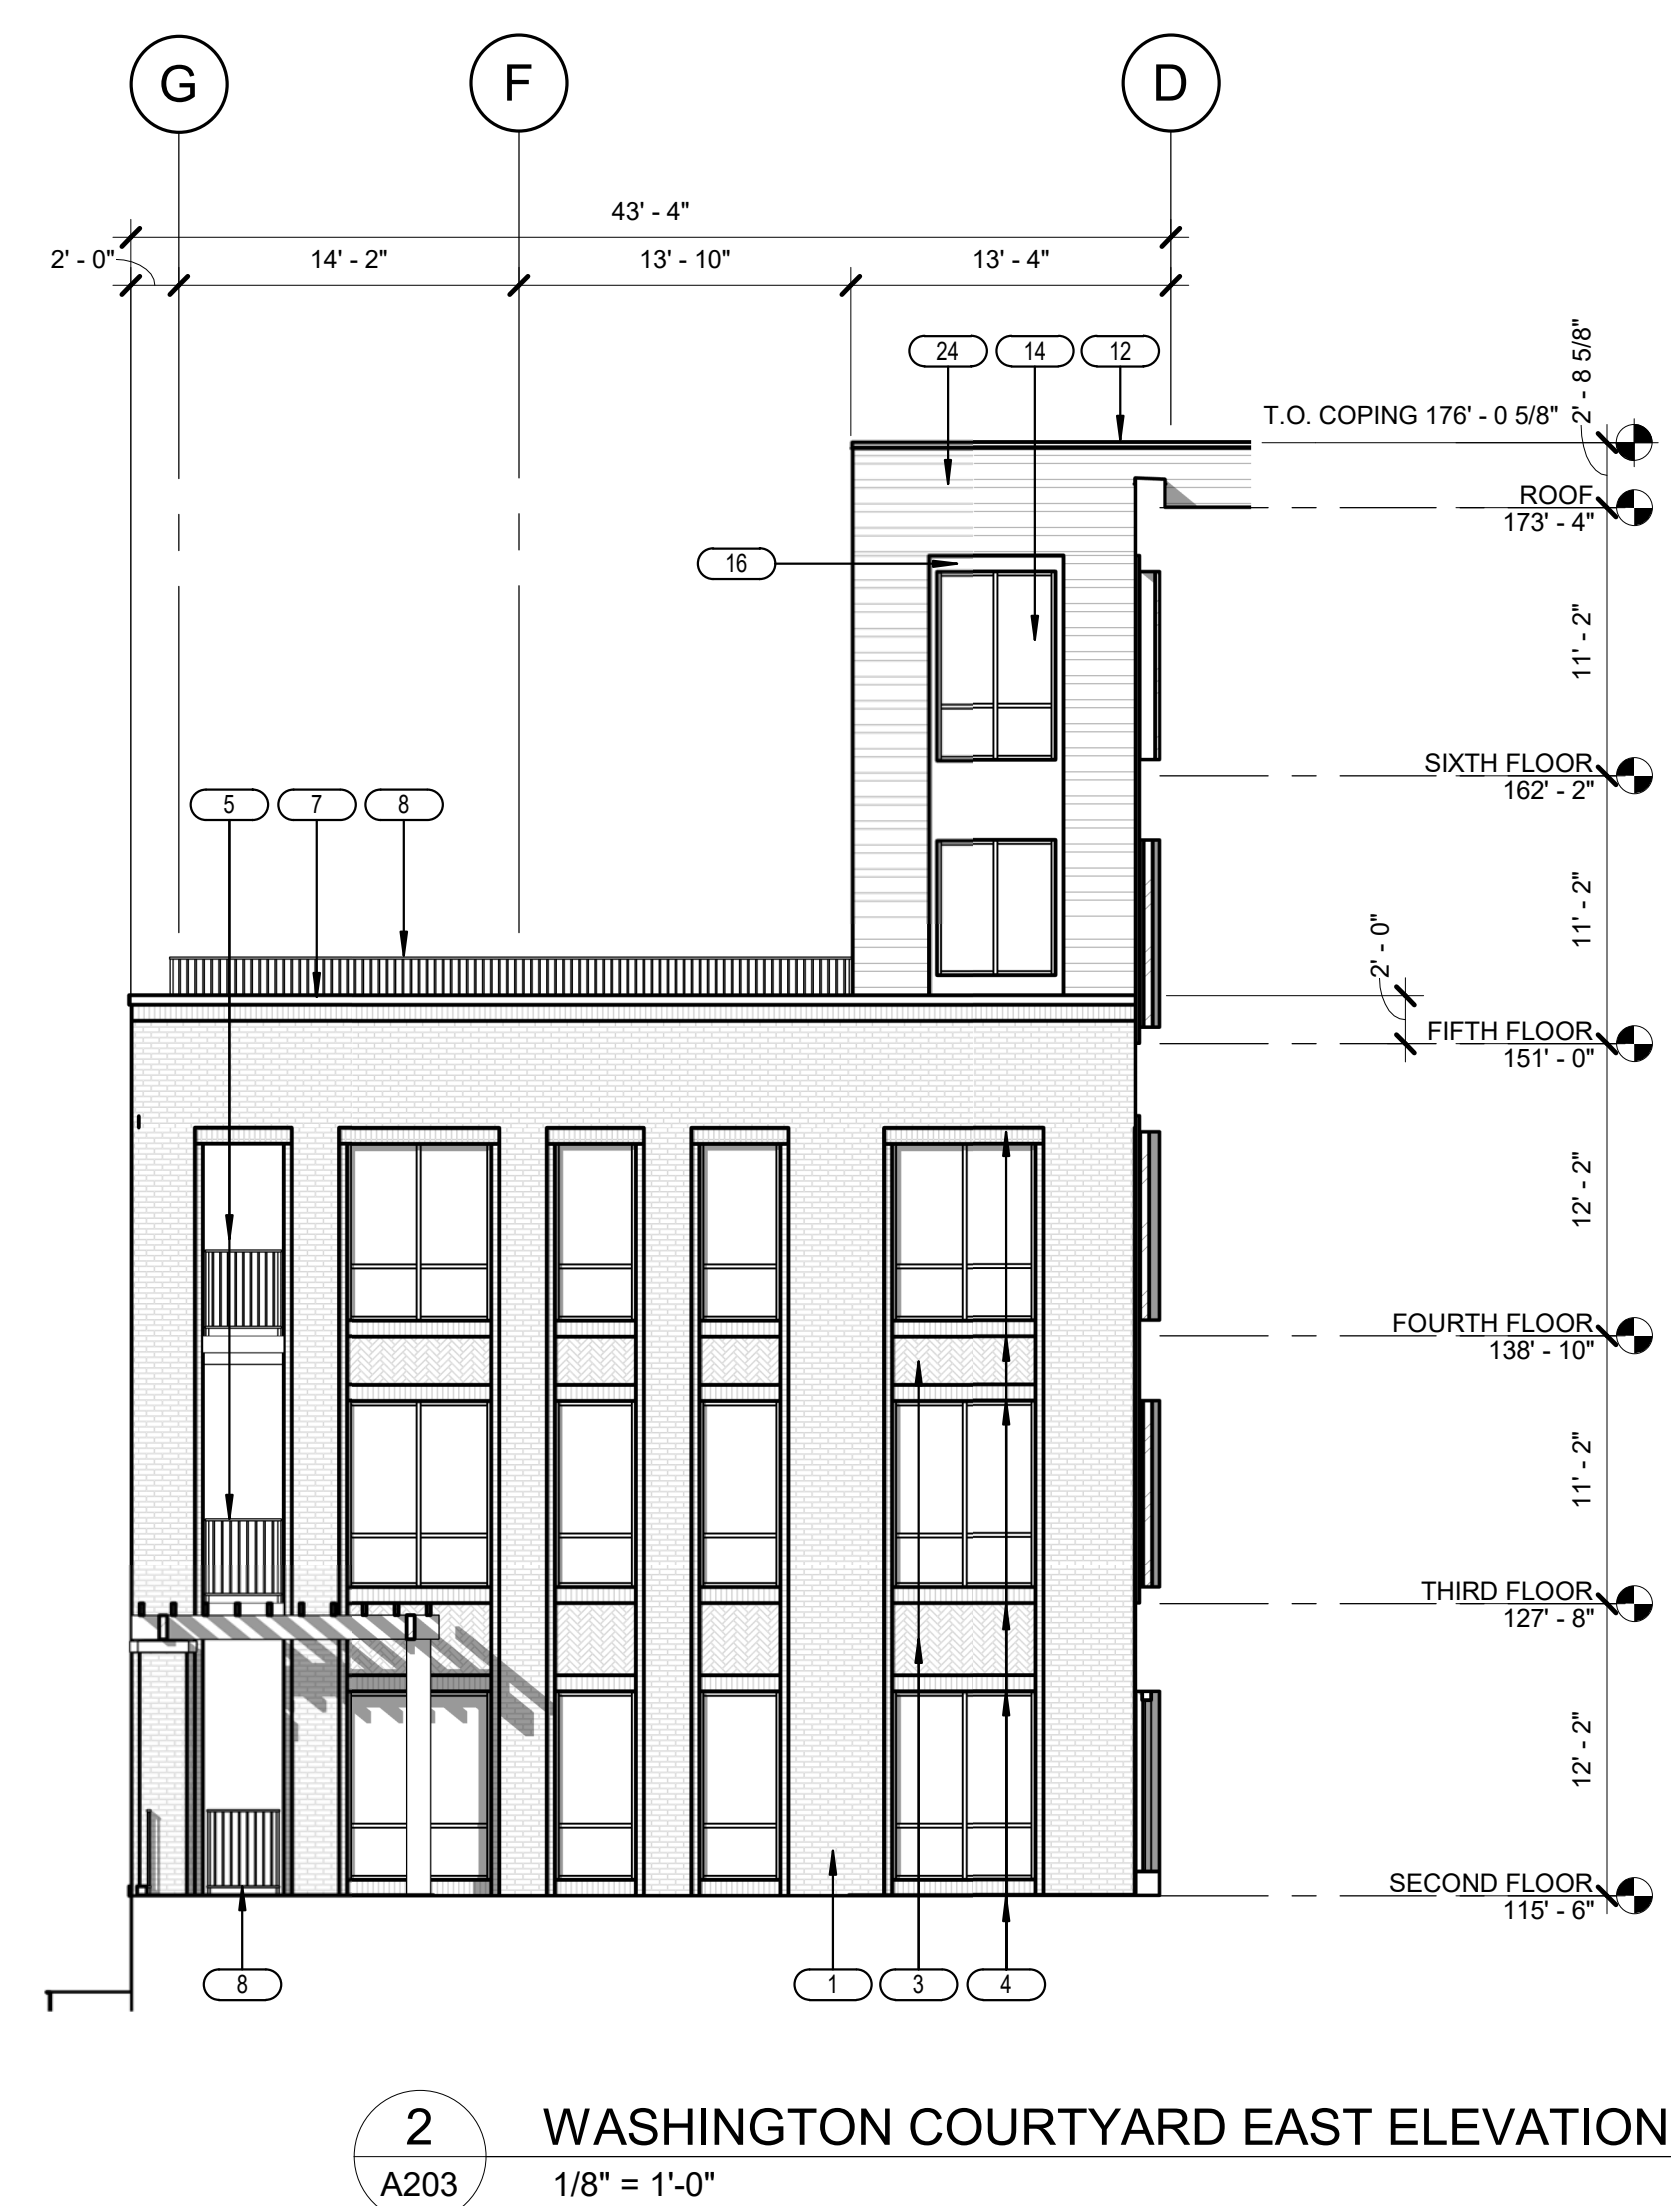 G F D
43' - 4"
2' - 0" 14' - 2" 13' - 10" 13' - 4"
24 14 12
2' - 8 5/8"
T.O. COPING 176' - 0 5/8"
ROOF
173' - 4"
16
11' - 2"
SIXTH FLOOR
162' - 2"
5 7 8
11' - 2"
2' - 0"
FIFTH FLOOR
151' - 0"
12' - 2"
FOURTH FLOOR
138' - 10"
11' - 2"
THIRD FLOOR
127' - 8"
12' - 2"
SECOND FLOOR
115' - 6"
8 1 3 4
2 WASHINGTON COURTYARD EAST ELEVATION
A203 1/8" = 1'-0"